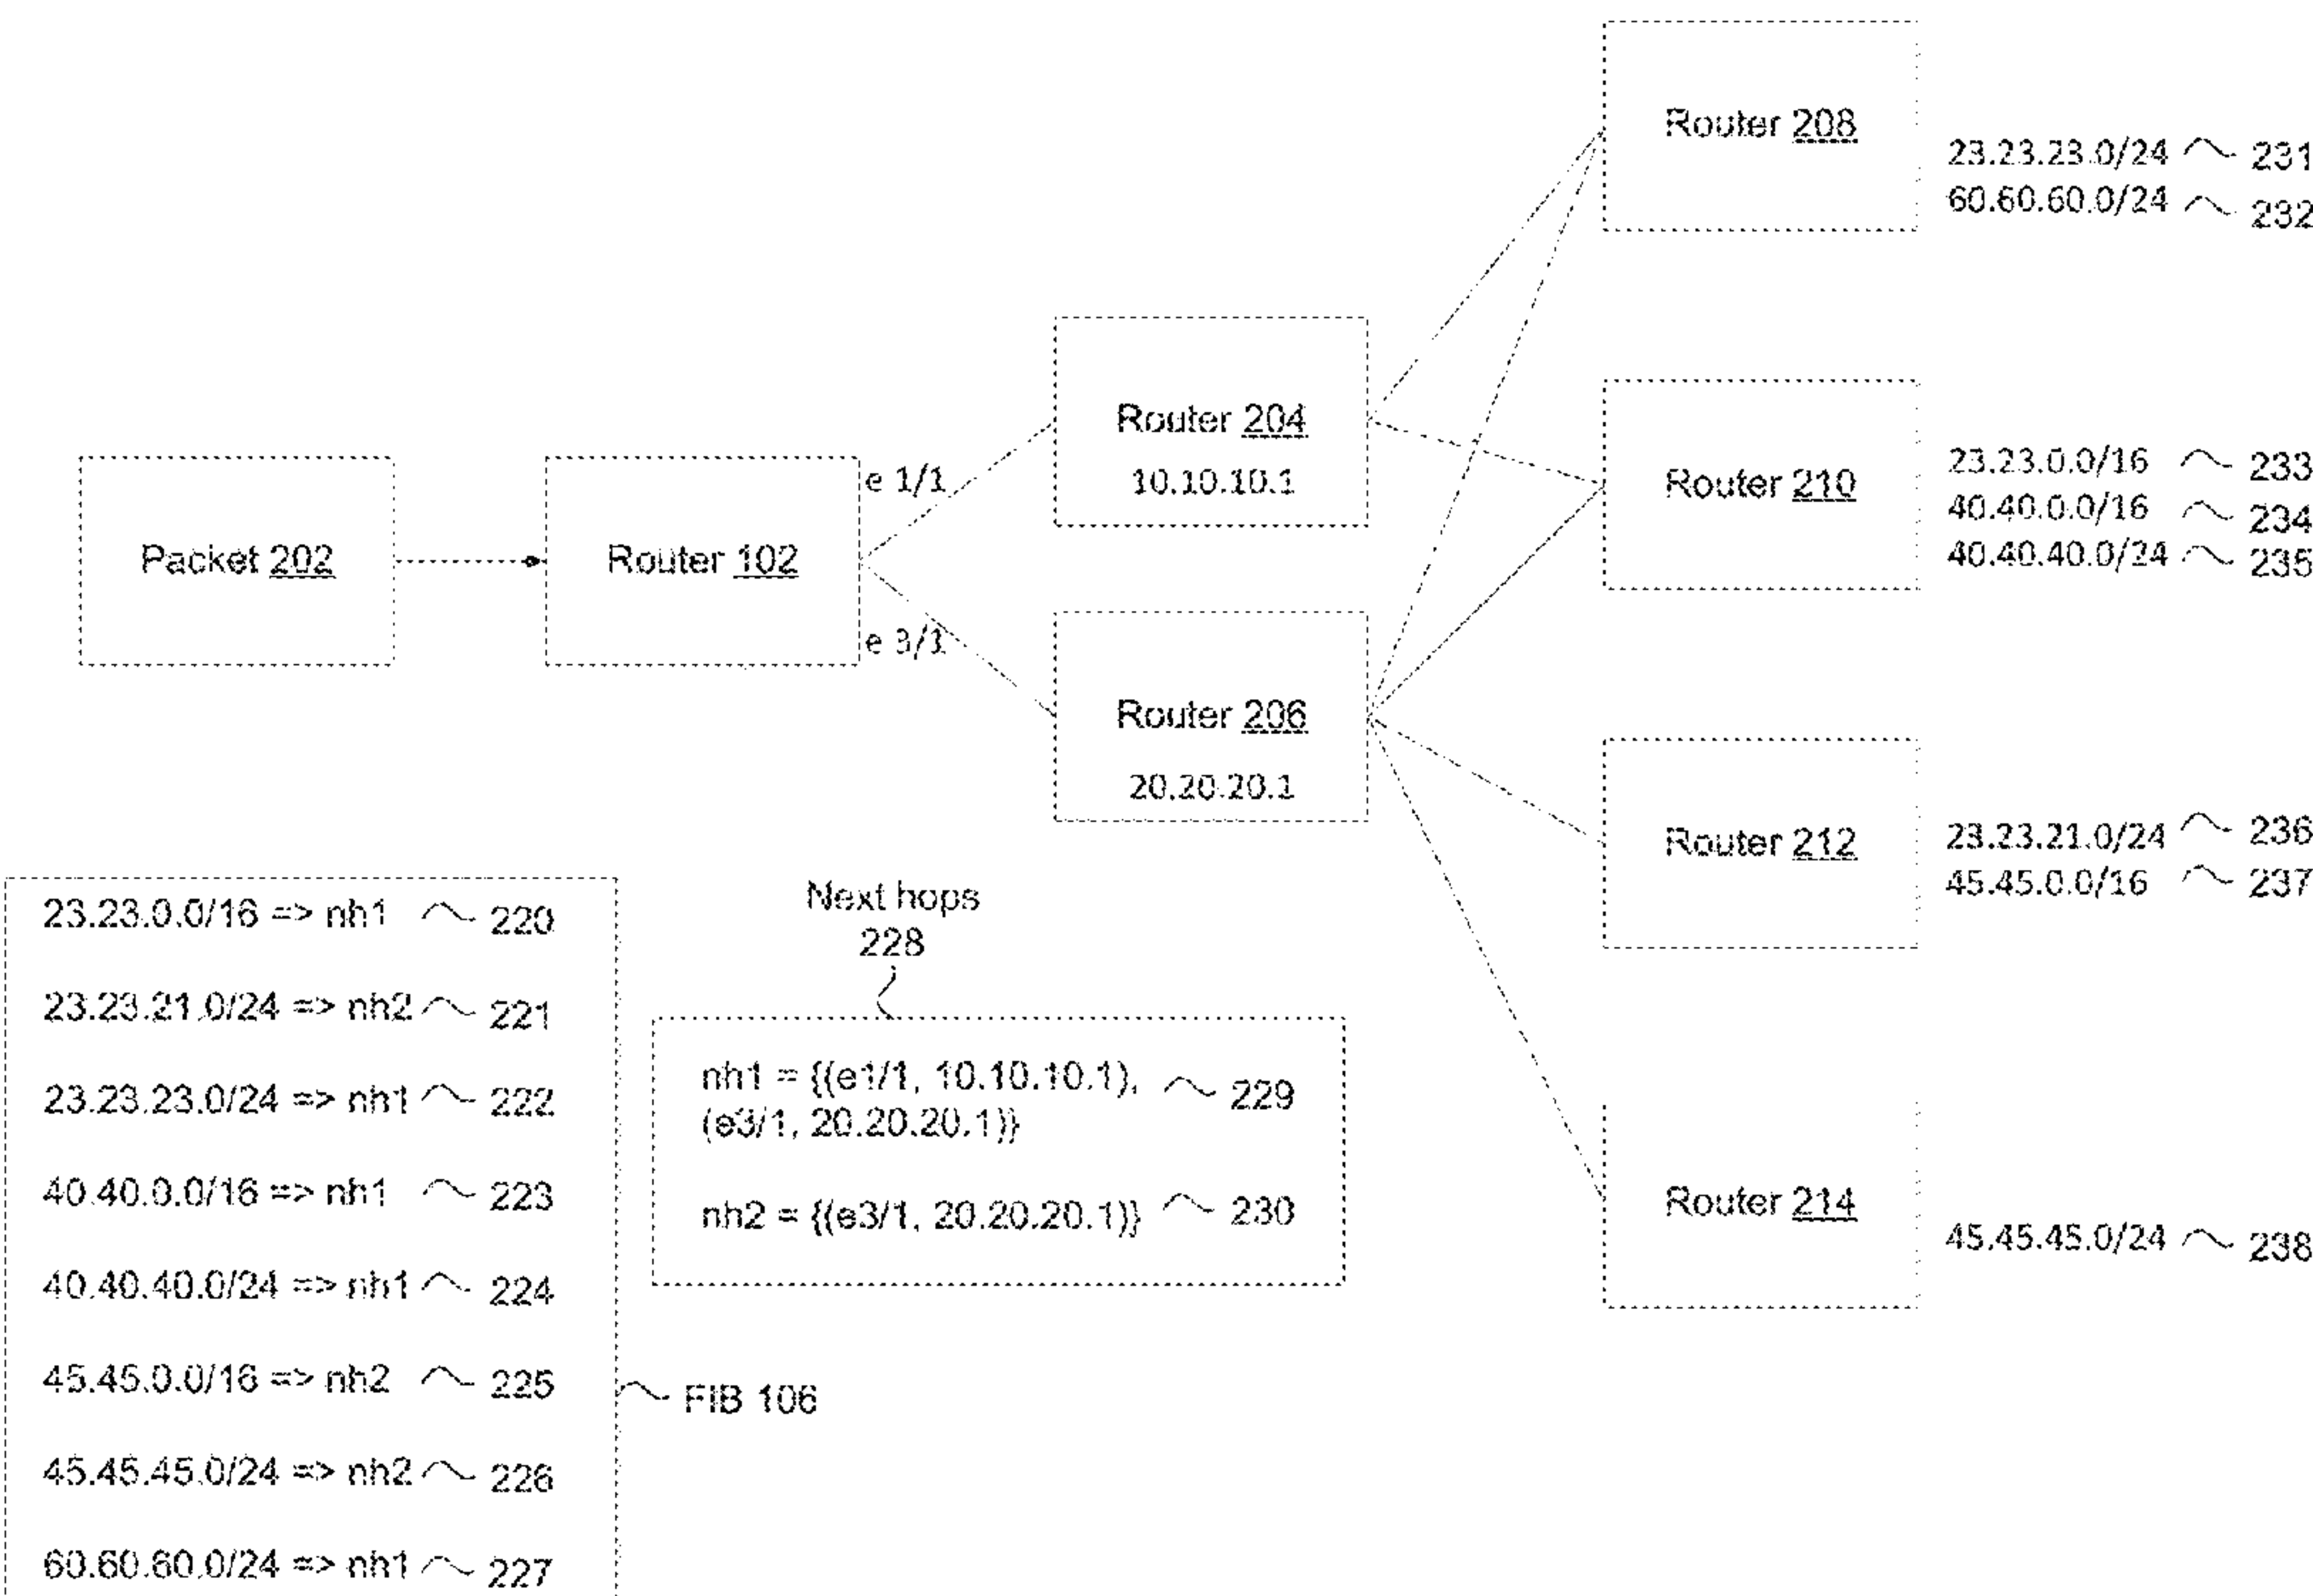 Router 208
23.23.23.0/24 231
60.60.60.0/24 232
Router 204
10.10.10.1
e 1/1
Packet 202
Router 102
e 3/1
Router 210
23.23.0.0/16 233
40.40.0.0/16 234
40.40.40.0/24 235
Router 206
20.20.20.1
Router 212
23.23.21.0/24 236
45.45.0.0/16 237
Router 214
45.45.45.0/24 238
23.23.0.0/16 => nh1 220
23.23.21.0/24 => nh2 221
23.23.23.0/24 => nh1 222
40.40.0.0/16 => nh1 223
40.40.40.0/24 => nh1 224
45.45.0.0/16 => nh2 225
45.45.45.0/24 => nh2 226
60.60.60.0/24 => nh1 227
FIB 106
Next hops
228
nh1 = {(e1/1, 10.10.10.1), 229
(e3/1, 20.20.20.1)}
nh2 = {(e3/1, 20.20.20.1)} 230